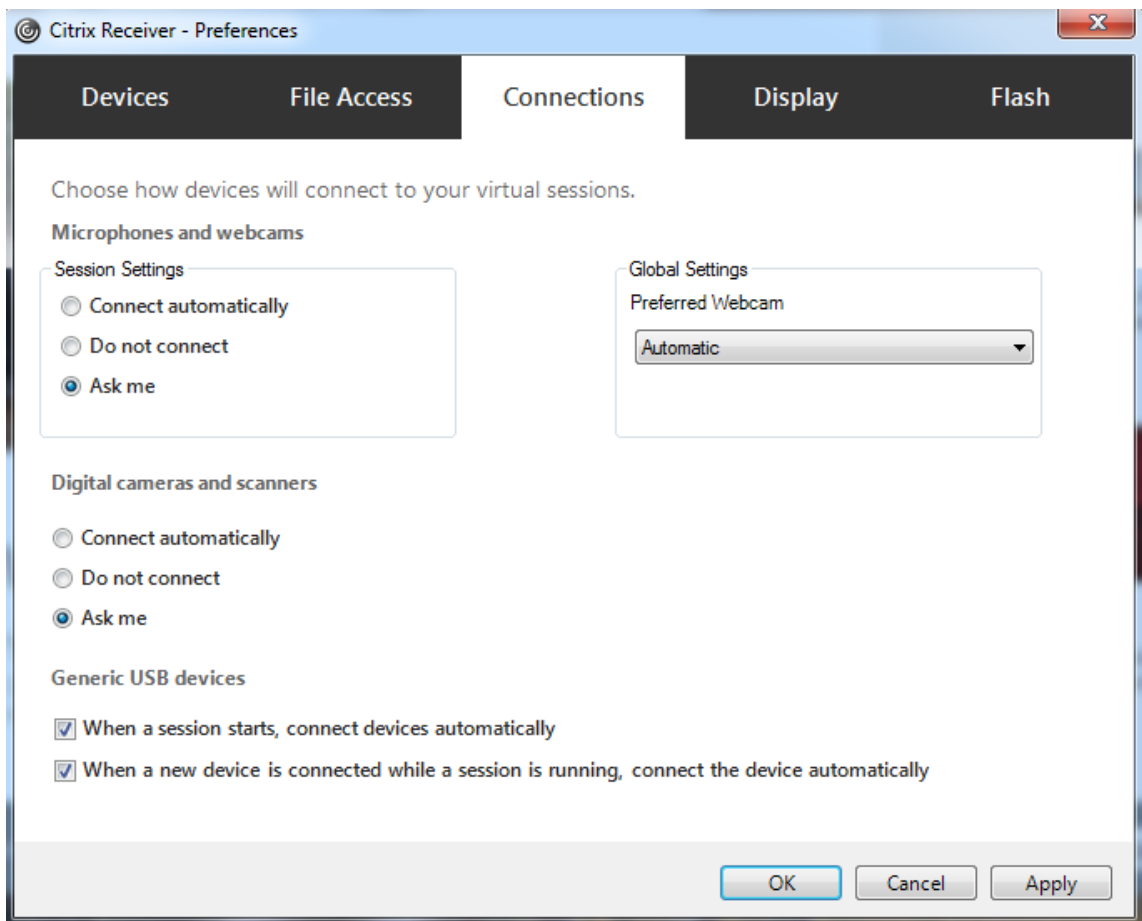 Citrix Receiver - Preferences
Devices File Access Connections Display Flash
Choose how devices will connect to your virtual sessions.
Microphones and webcams
Session Settings
Connect automatically
Do not connect
Ask me
Global Settings
Preferred Webcam
Automatic
Digital cameras and scanners
Connect automatically
Do not connect
Ask me
Generic USB devices
When a session starts, connect devices automatically
When a new device is connected while a session is running, connect the device automatically
OK Cancel Apply